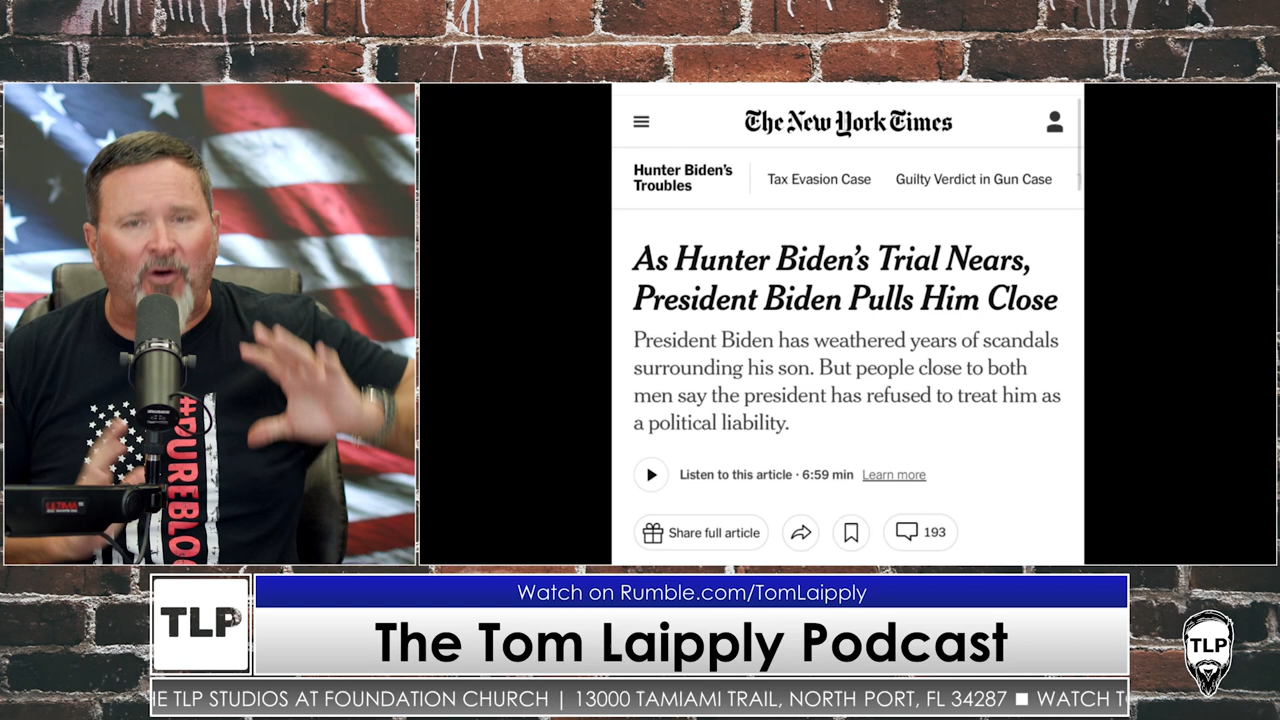 The New York Times
Hunter Biden's
Troubles
Tax Evasion Case
Guilty Verdict in Gun Case
As Hunter Biden's Trial Nears,
President Biden Pulls Him Close
President Biden has weathered years of scandals
surrounding his son. But people close to both
men say the president has refused to treat him as
a political liability.
Listen to this article · 6:59 min Learn more
Share full article
193
#PUREBLO
ULTIMA
TLP
Watch on Rumble.com/TomLaipply
The Tom Laipply Podcast
TLP
IE TLP STUDIOS AT FOUNDATION CHURCH | 13000 TAMIAMI TRAIL, NORTH PORT, FL 34287 ■ WATCH T